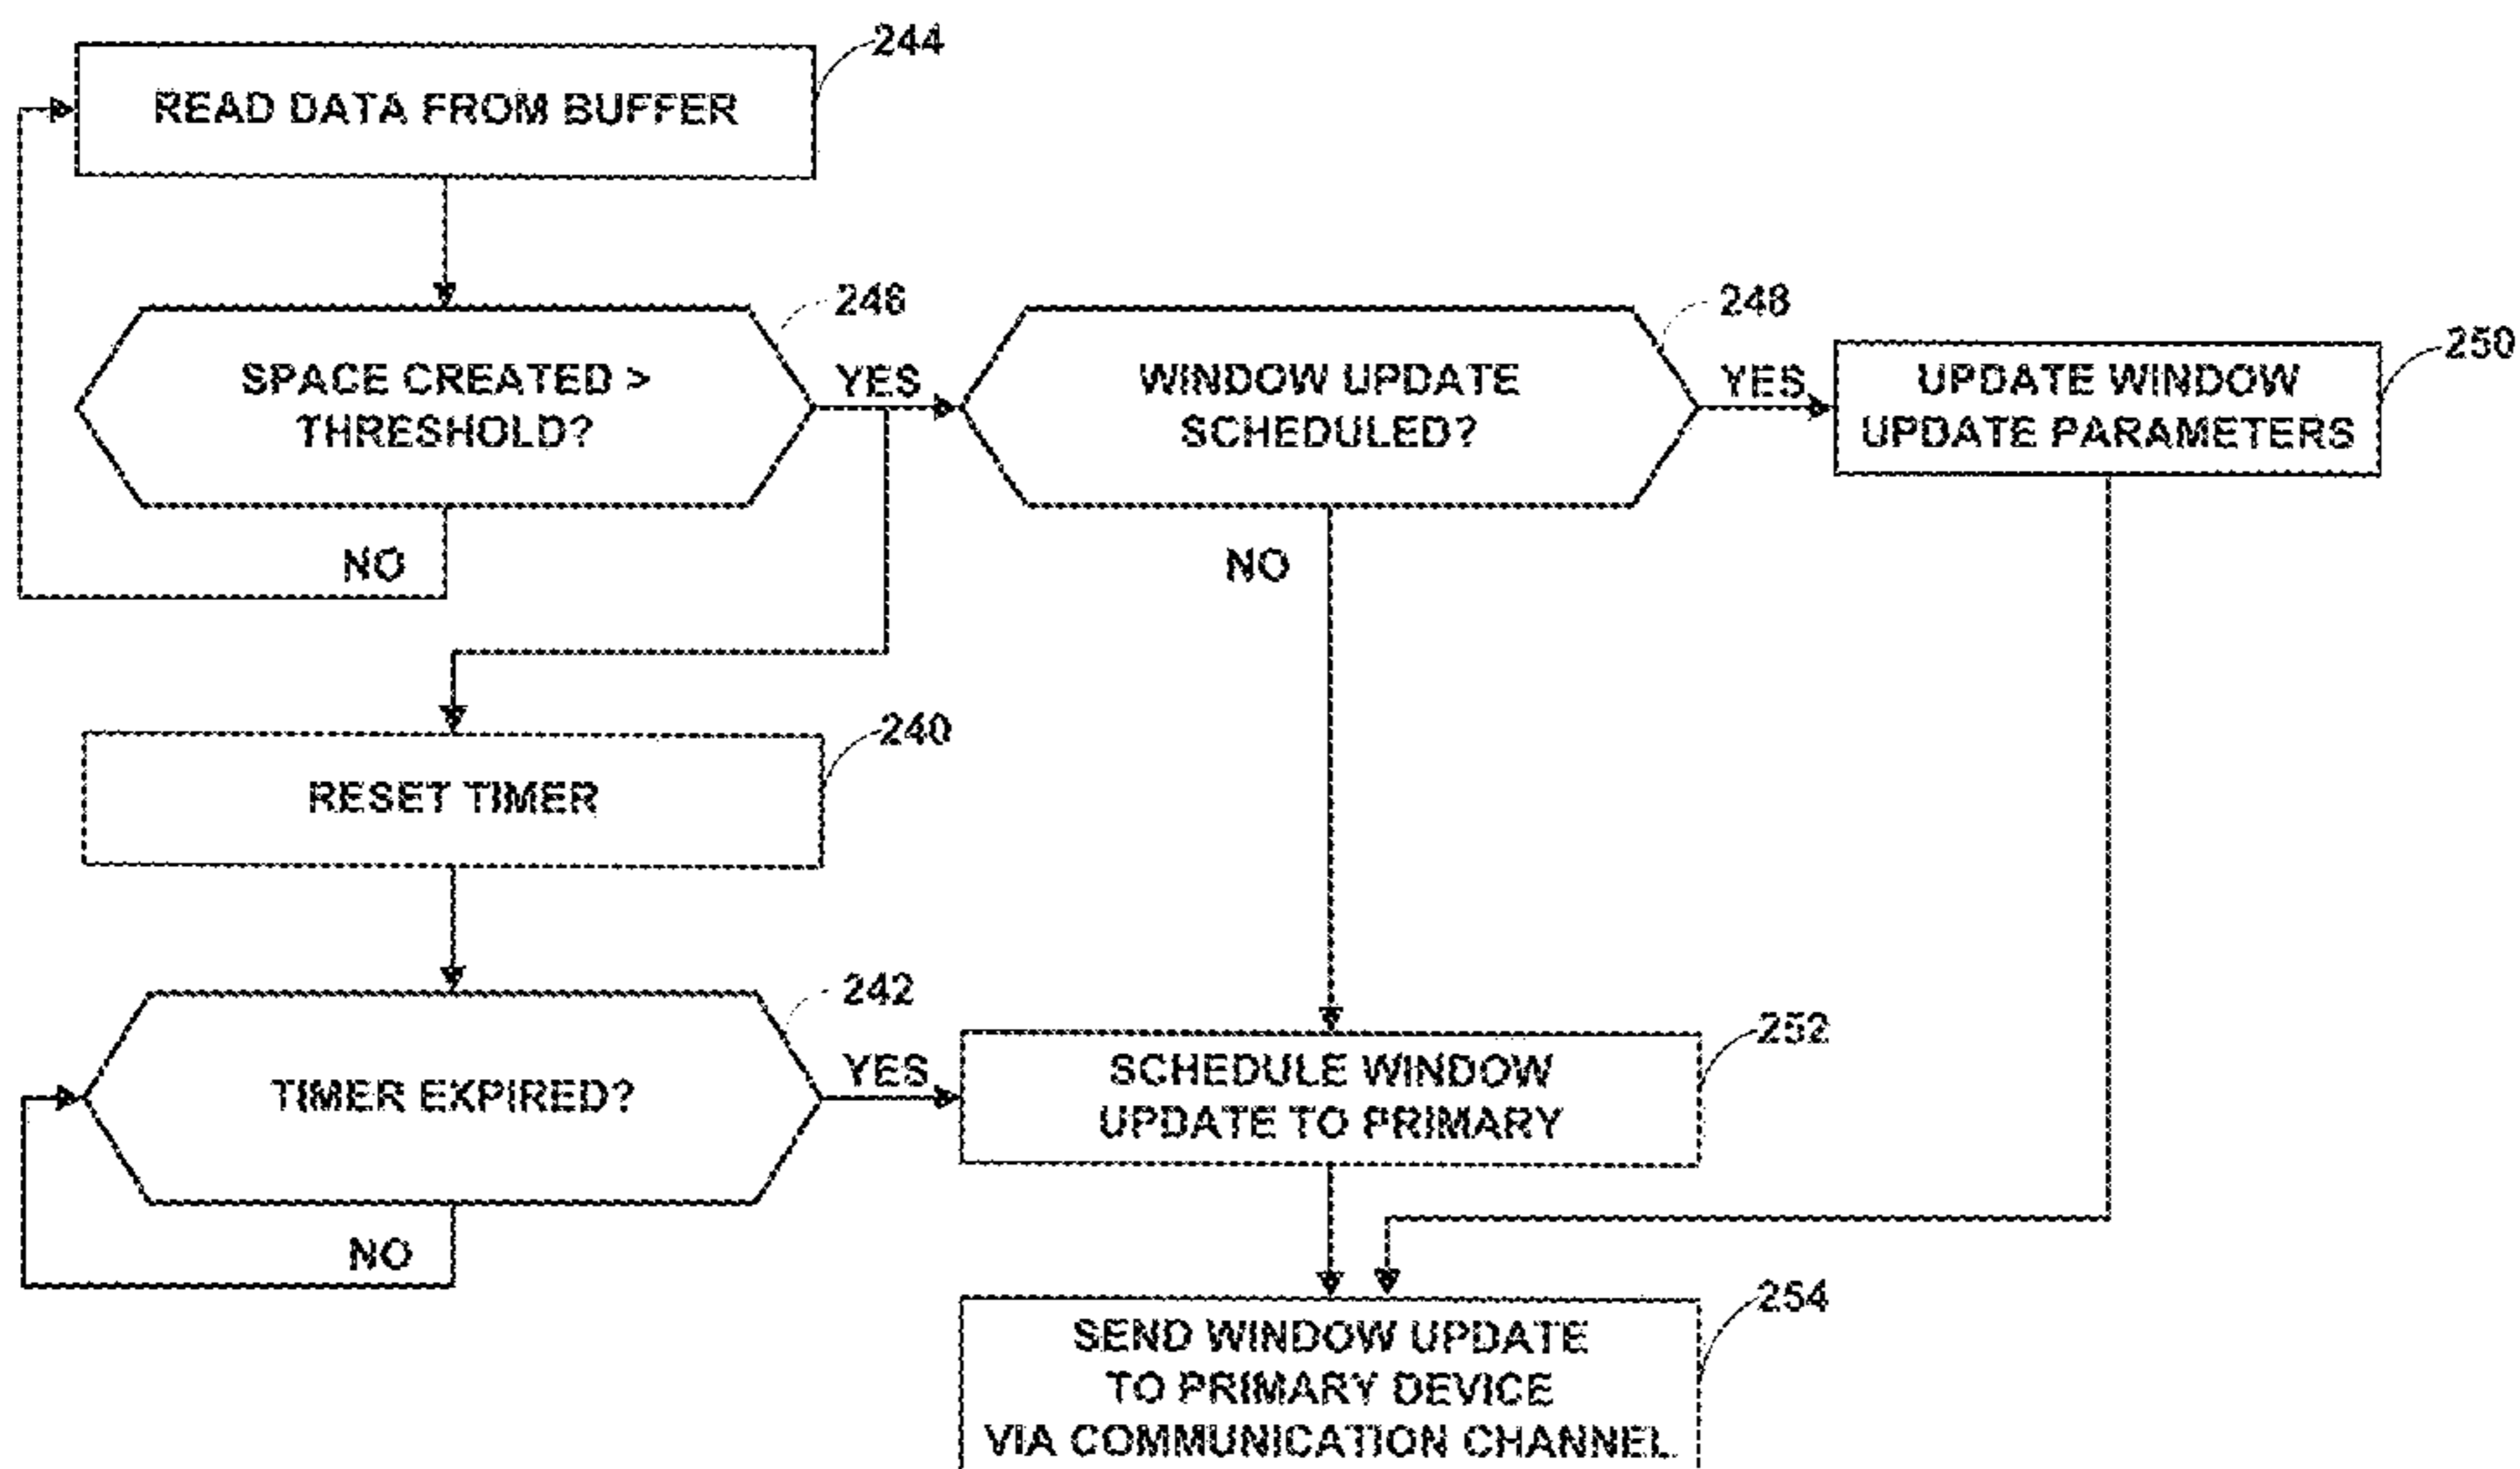 244
READ DATA FROM BUFFER
246
SPACE CREATED >
THRESHOLD?
YES
NO
248
WINDOW UPDATE
SCHEDULED?
YES
NO
250
UPDATE WINDOW
UPDATE PARAMETERS
240
RESET TIMER
242
TIMER EXPIRED?
YES
NO
252
SCHEDULE WINDOW
UPDATE TO PRIMARY
254
SEND WINDOW UPDATE
TO PRIMARY DEVICE
VIA COMMUNICATION CHANNEL